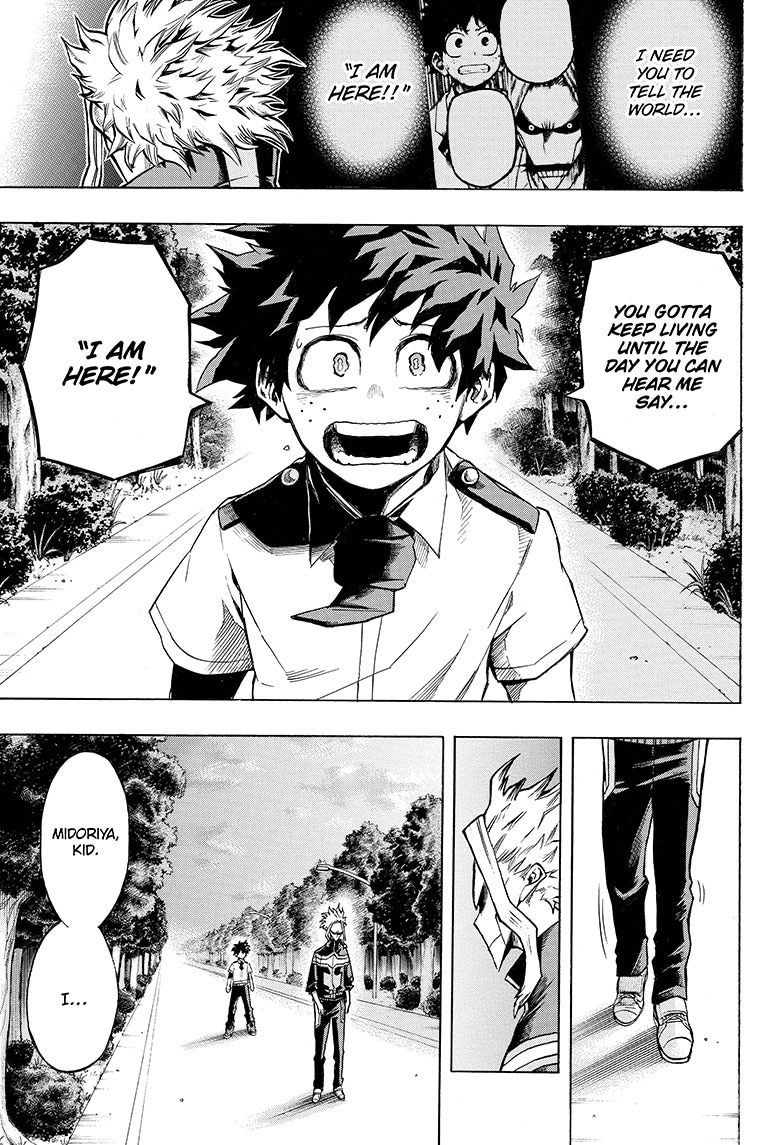 I NEED
YOU TO
TELL THE
WORLD...
"I AM
HERE!!"
YOU GOTTA
KEEP LIVING
UNTIL THE
DAY YOU CAN
HEAR ME
SAY...
"I AM
HERE!"
MIDORIYA,
KID.
I...